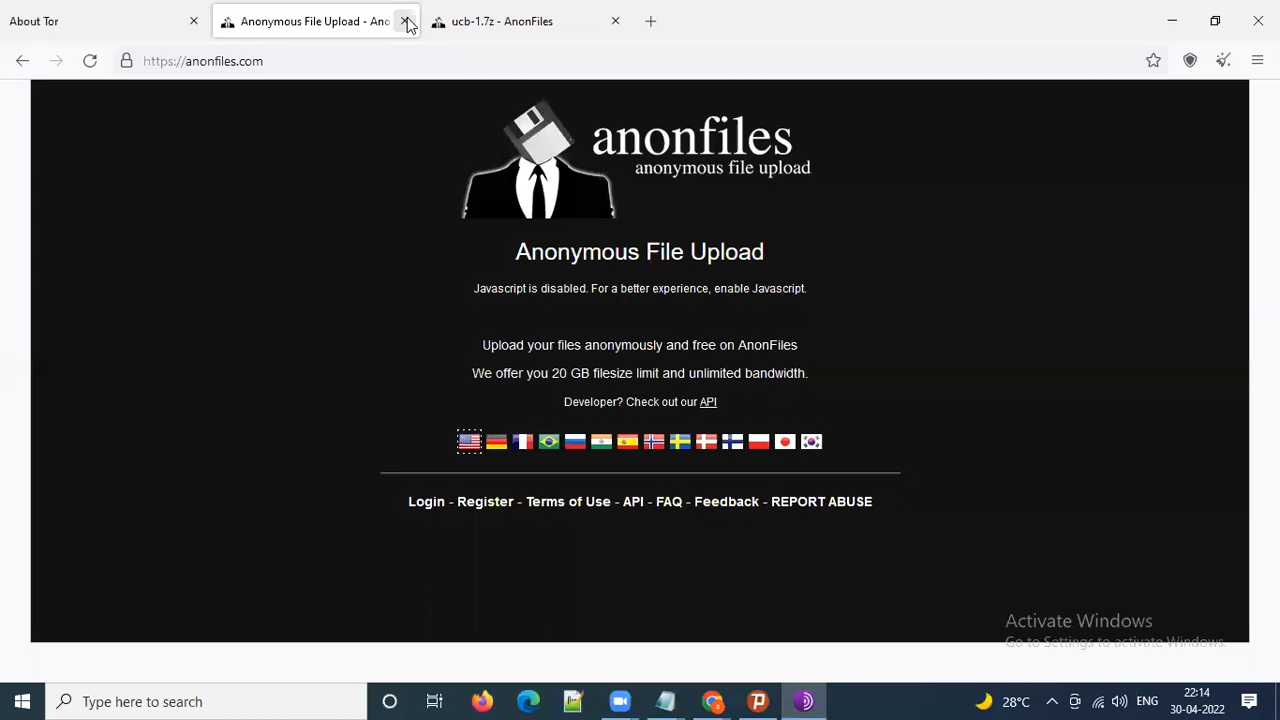 About Tor
Anonymous File Upload - Ano
ucb-1.7z - AnonFiles
https://anonfiles.com
anonfiles
anonymous file upload
Anonymous File Upload
Javascript is disabled. For a better experience, enable Javascript.
Upload your files anonymously and free on AnonFiles
We offer you 20 GB filesize limit and unlimited bandwidth.
Developer? Check out our API
Login - Register - Terms of Use - API - FAQ - Feedback - REPORT ABUSE
Activate Windows
Go to Settings to activate Windows.
Type here to search
28°C
ENG
22:14
30-04-2022